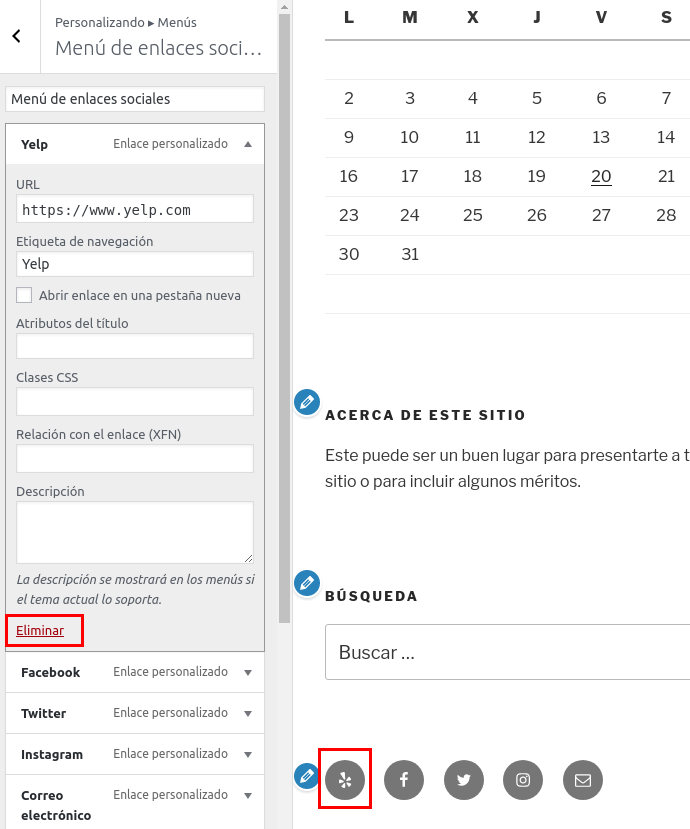 Personalizando ▸ Menús
Menú de enlaces soci...
Menú de enlaces sociales
Yelp Enlace personalizado
URL
https://www.yelp.com
Etiqueta de navegación
Yelp
Abrir enlace en una pestaña nueva
Atributos del título
Clases CSS
Relación con el enlace (XFN)
Descripción
La descripción se mostrará en los menús si
el tema actual lo soporta.
Eliminar
Facebook Enlace personalizado
Twitter Enlace personalizado
Instagram Enlace personalizado
Correo Enlace personalizado
electrónico
L M X J V S
2 3 4 5 6 7
9 10 11 12 13 14
16 17 18 19 20 21
23 24 25 26 27 28
30 31
ACERCA DE ESTE SITIO
Este puede ser un buen lugar para presentarte a t
sitio o para incluir algunos méritos.
BÚSQUEDA
Buscar ...